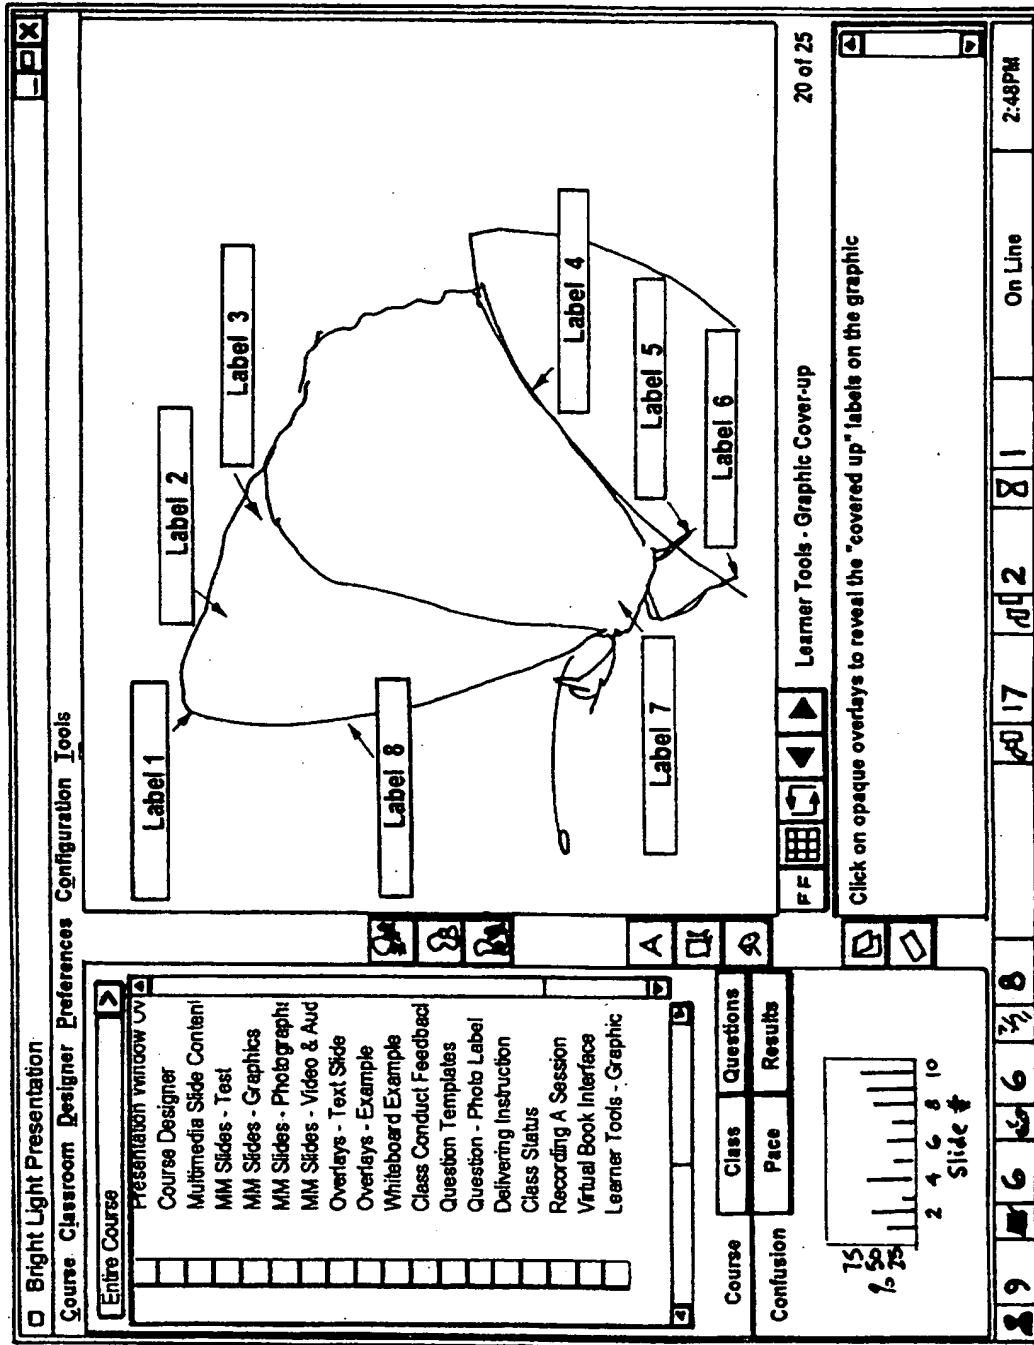 Bright Light Presentation
Course Classroom Designer Preferences Configuration Tools
Entire Course
Presentation Window Ov
Course Designer
Multimedia Slide Content
MM Slides - Test
MM Slides - Graphics
MM Slides - Photographs
MM Slides - Video & Aud
Overlays - Text Slide
Overlays - Example
Whiteboard Example
Class Conduct Feedback
Question Templates
Question - Photo Label
Delivering Instruction
Class Status
Recording A Session
Virtual Book Interface
Learner Tools - Graphic
Label 1
Label 2
Label 3
Label 4
Label 5
Label 6
Label 7
Label 8
A
FF
Learner Tools - Graphic Cover-up
20 of 25
Click on opaque overlays to reveal the "covered up" labels on the graphic
Course Class Questions
Confusion Pace Results
75
% 50
25
2 4 6 8 10
Slide #
9 6 6 8 17 2 1 On Line 2:48PM